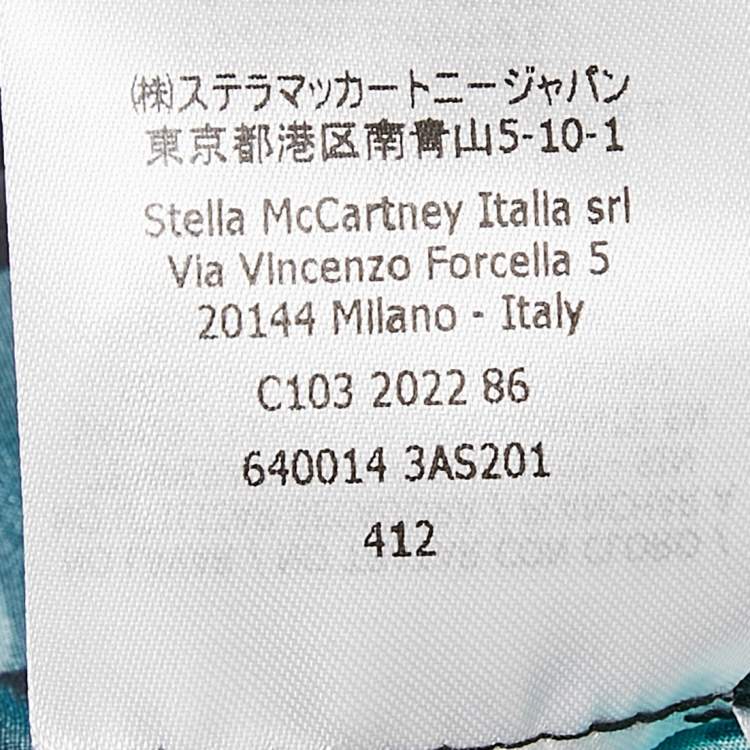 (株)ステラマッカートニージャパン
東京都港区南青山5-10-1
Stella McCartney Italia srl
Via Vincenzo Forcella 5
20144 Milano - Italy
C103 2022 86
640014 3AS201
412